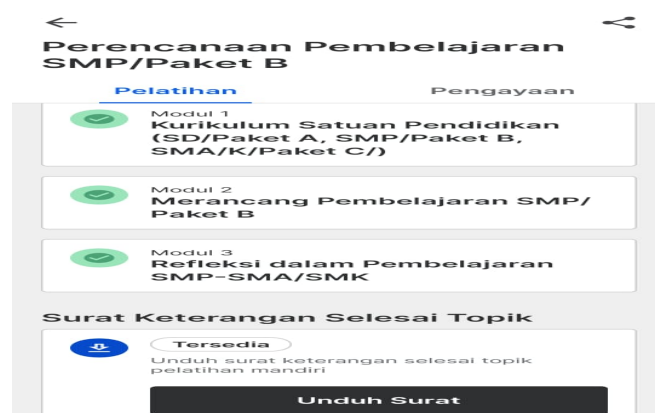 Perencanaan Pembelajaran
SMP/Paket B
Pelatihan
Pengayaan
Modul 1
Kurikulum Satuan Pendidikan
(SD/Paket A, SMP/Paket B,
SMA/K/Paket C/)
Modul 2
Merancang Pembelajaran SMP/
Paket B
Modul 3
Refleksi dalam Pembelajaran
SMP-SMA/SMK
Surat Keterangan Selesai Topik
Tersedia
Unduh surat keterangan selesai topik
pelatihan mandiri
Unduh Surat